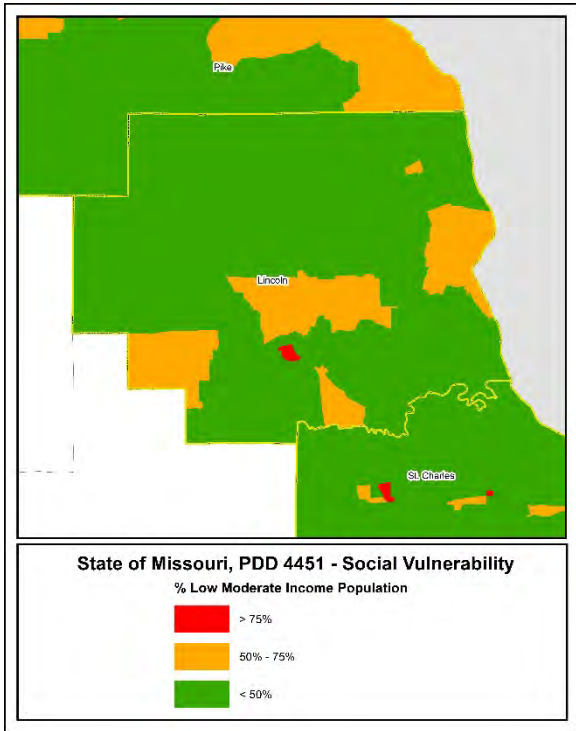 Pike
Lincoln
St. Charles
State of Missouri, PDD 4451 - Social Vulnerability
% Low Moderate Income Population
> 75%
50% - 75%
< 50%